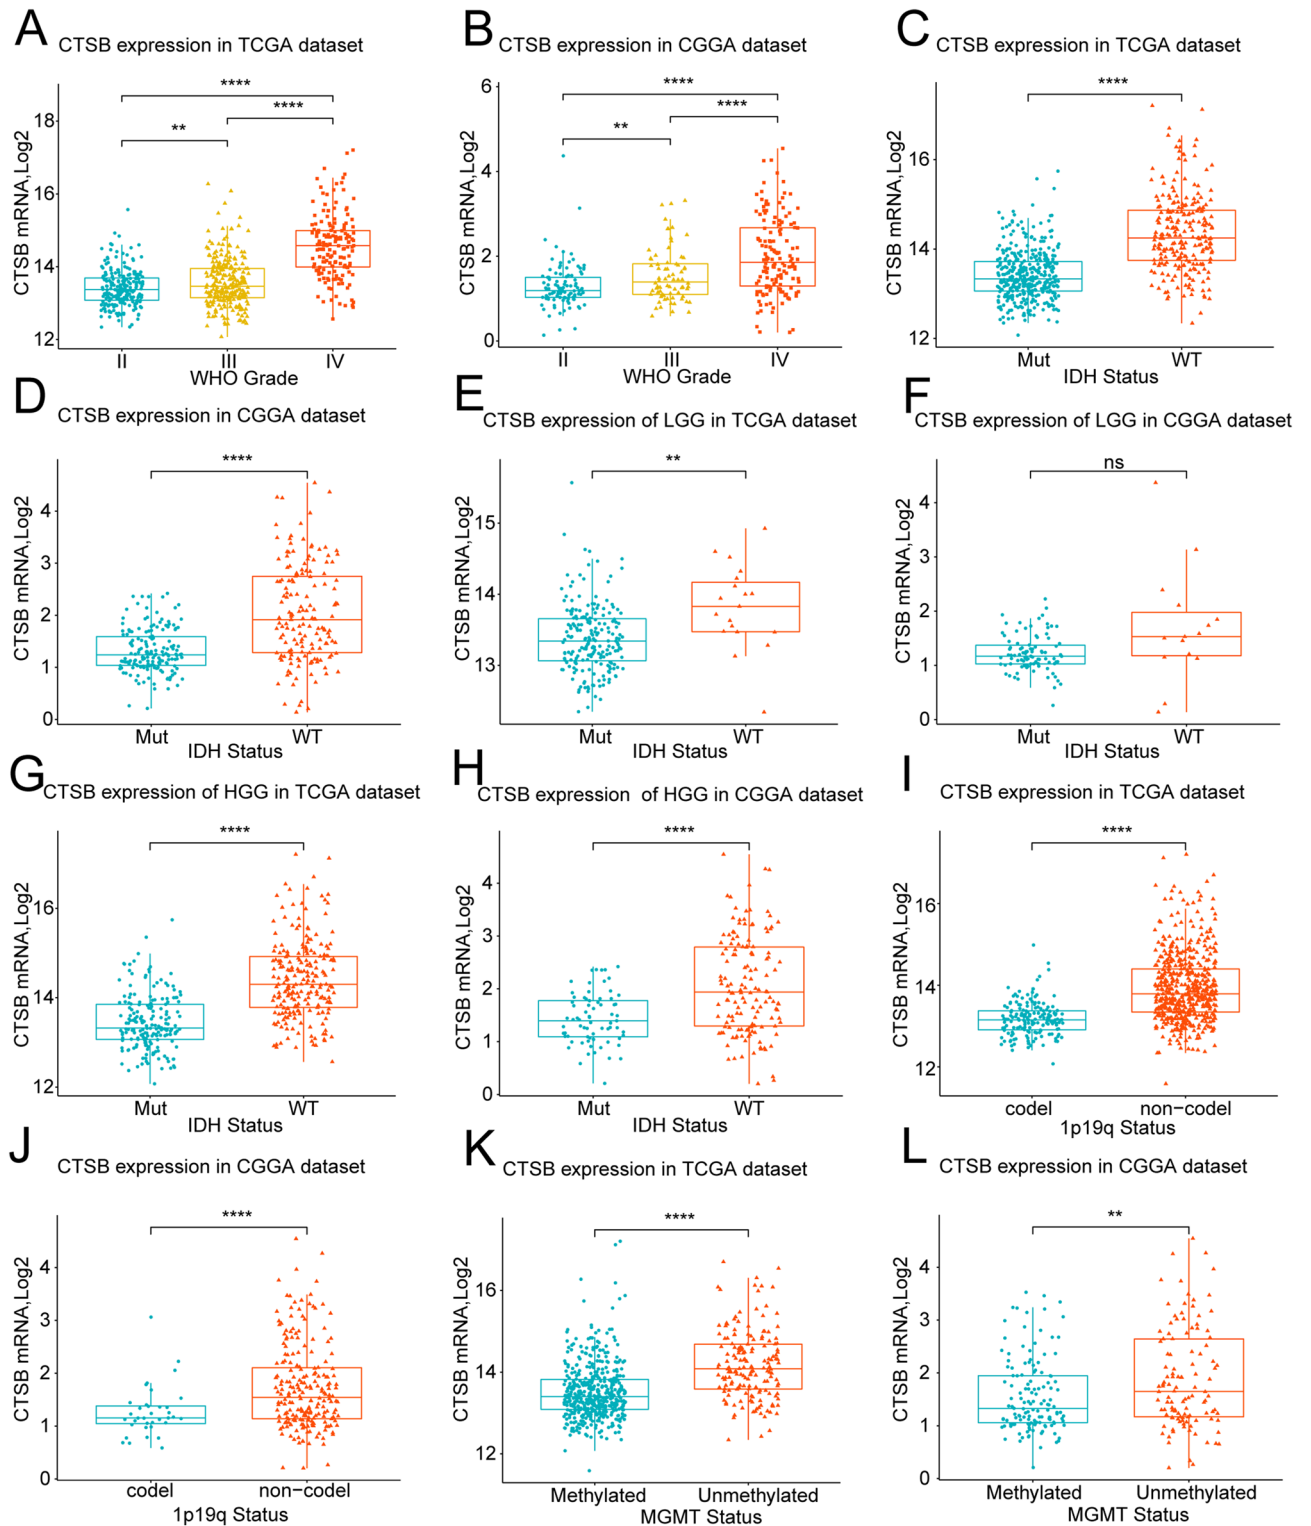 A
CTSB expression in TCGA dataset
CTSB mRNA,Log2
18
16
14
12
**** 
****
**
II III IV
WHO Grade
B
CTSB expression in CGGA dataset
CTSB mRNA,Log2
6
4
2
0
****
****
**
II III IV
WHO Grade
C
CTSB expression in TCGA dataset
CTSB mRNA,Log2
16
14
12
****
Mut WT
IDH Status
D
CTSB expression in CGGA dataset
CTSB mRNA,Log2
4
3
2
1
0
****
Mut WT
IDH Status
E
CTSB expression of LGG in TCGA dataset
CTSB mRNA,Log2
15
14
13
**
Mut WT
IDH Status
F
CTSB expression of LGG in CGGA dataset
CTSB mRNA,Log2
4
3
2
1
0
ns
Mut WT
IDH Status
G
CTSB expression of HGG in TCGA dataset
CTSB mRNA,Log2
16
14
12
****
Mut WT
IDH Status
H
CTSB expression of HGG in CGGA dataset
CTSB mRNA,Log2
4
3
2
1
0
****
Mut WT
IDH Status
I
CTSB expression in TCGA dataset
CTSB mRNA,Log2
16
14
12
****
codel non−codel
1p19q Status
J
CTSB expression in CGGA dataset
CTSB mRNA,Log2
4
3
2
1
0
****
codel non−codel
1p19q Status
K
CTSB expression in TCGA dataset
CTSB mRNA,Log2
16
14
12
****
Methylated Unmethylated
MGMT Status
L
CTSB expression in CGGA dataset
CTSB mRNA,Log2
4
3
2
1
0
**
Methylated Unmethylated
MGMT Status